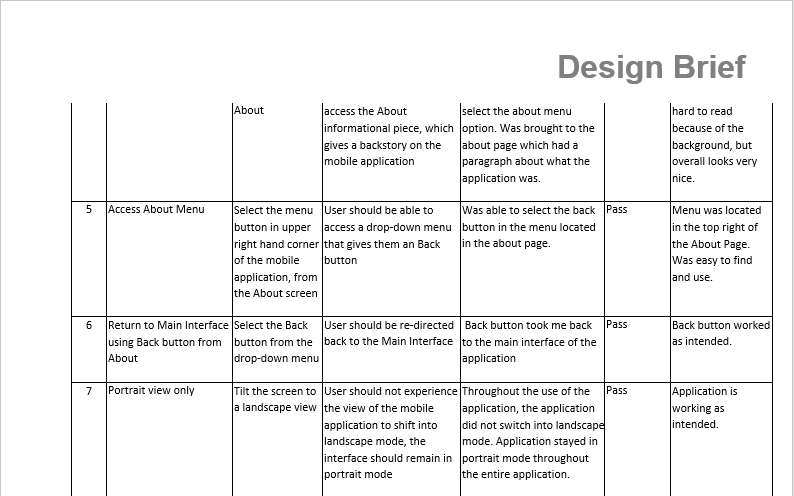 Design Brief
About
access the About
informational piece, which
gives a backstory on the
mobile application
select the about menu
option. Was brought to the
about page which had a
paragraph about what the
application was.
hard to read
because of the
background, but
overall looks very
nice.
5
Access About Menu
Select the menu
button in upper
right hand corner
of the mobile
application, from
the About screen
User should be able to
access a drop-down menu
that gives them an Back
button
Was able to select the back
button in the menu located
in the about page.
Pass
Menu was located
in the top right of
the About Page.
Was easy to find
and use.
6
Return to Main Interface
using Back button from
About
Select the Back
button from the
drop-down menu
User should be re-directed
back to the Main Interface
Back button took me back
to the main interface of the
application
Pass
Back button worked
as intended.
7
Portrait view only
Tilt the screen to
a landscape view
User should not experience
the view of the mobile
application to shift into
landscape mode, the
interface should remain in
portrait mode
Throughout the use of the
application, the application
did not switch into landscape
mode. Application stayed in
portrait mode throughout
the entire application.
Pass
Application is
working as
intended.